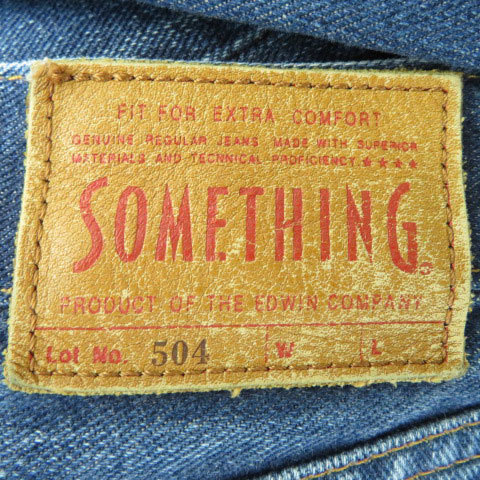 FIT FOR EXTRA COMFORT
GENUINE REGULAR JEANS MADE WITH SUPERIOR
MATERIALS AND TECHNICAL PROFICIENCY ★★★★
SOMETHING®
PRODUCT OF THE EDWIN COMPANY
Lot No. 504 W L